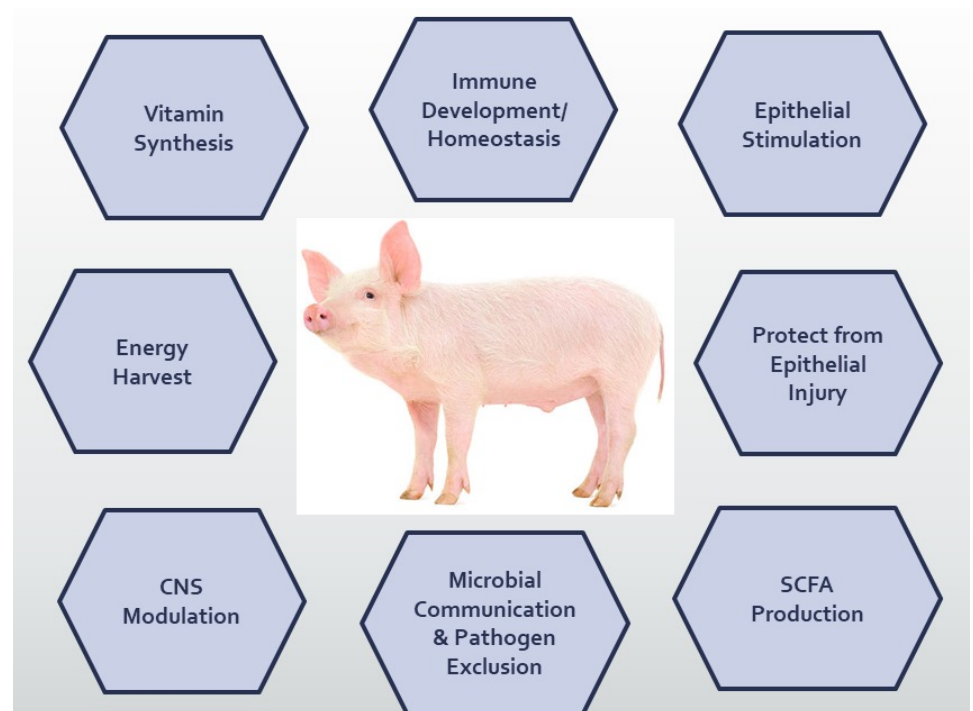 Vitamin
Synthesis
Immune
Development/
Homeostasis
Epithelial
Stimulation
Energy
Harvest
Protect from
Epithelial
Injury
CNS
Modulation
Microbial
Communication
& Pathogen
Exclusion
SCFA
Production